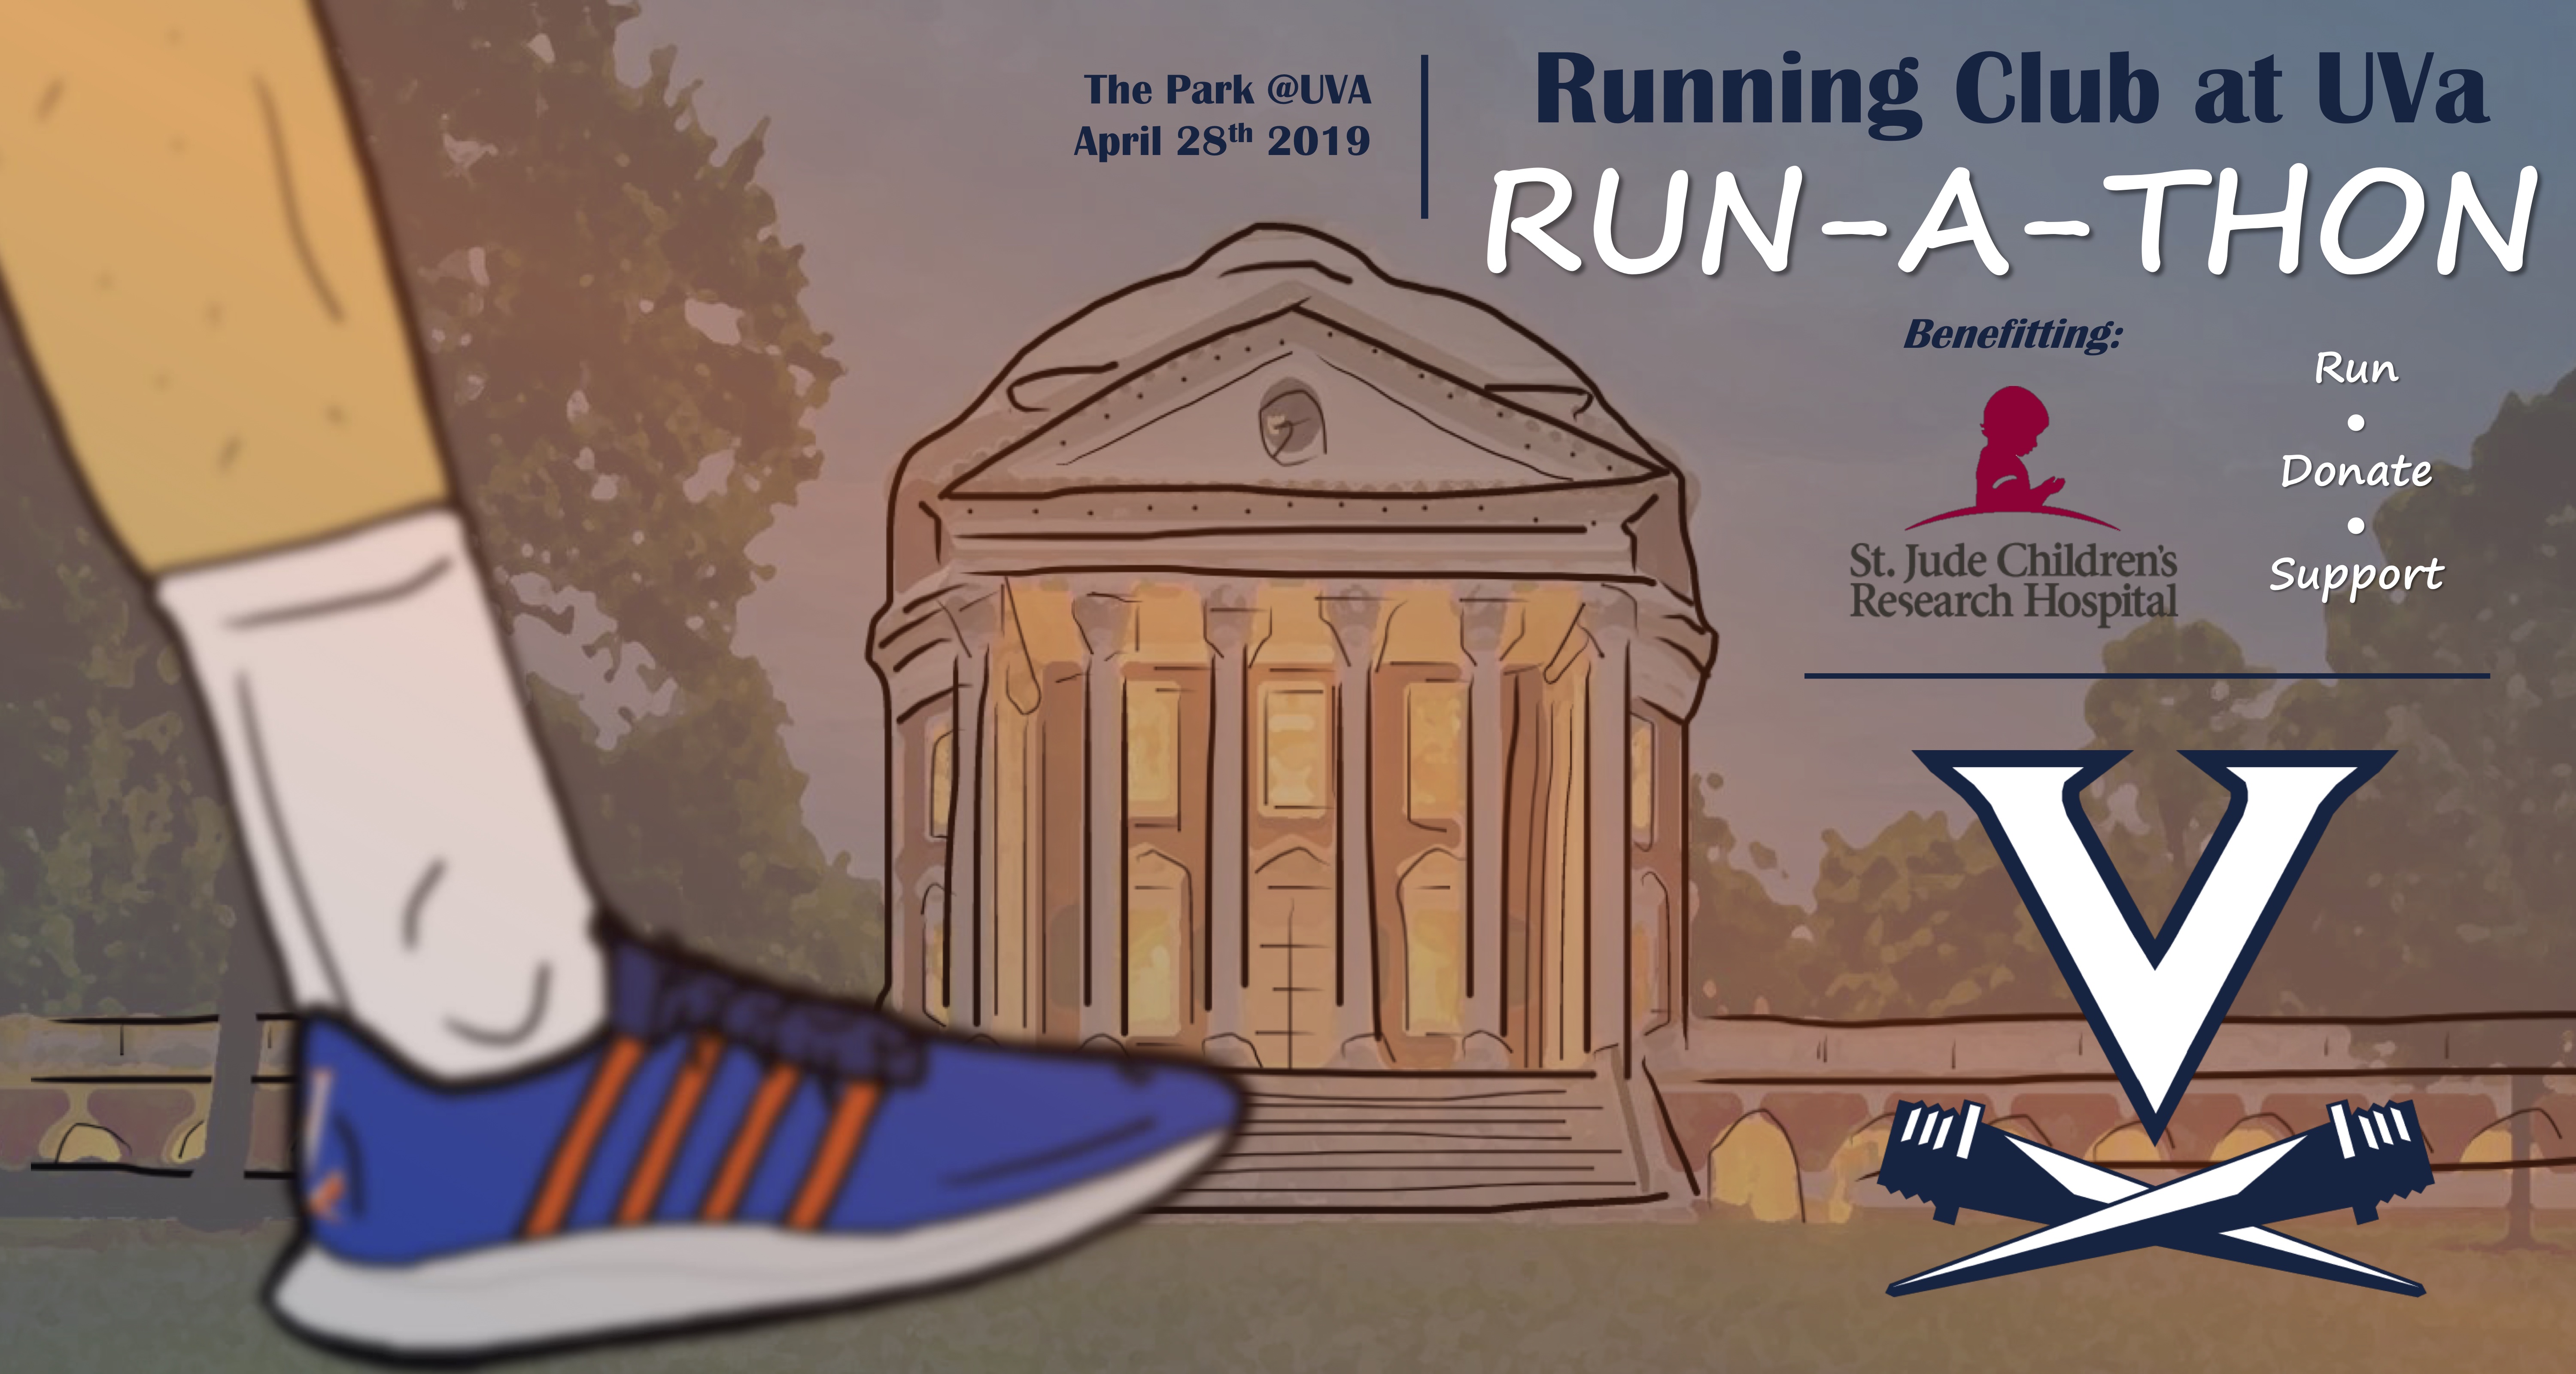 The Park @UVA
April 28th 2019
Running Club at UVa
RUN-A-THON
Benefitting:
St. Jude Children's
Research Hospital
Run
•
Donate
•
Support
V